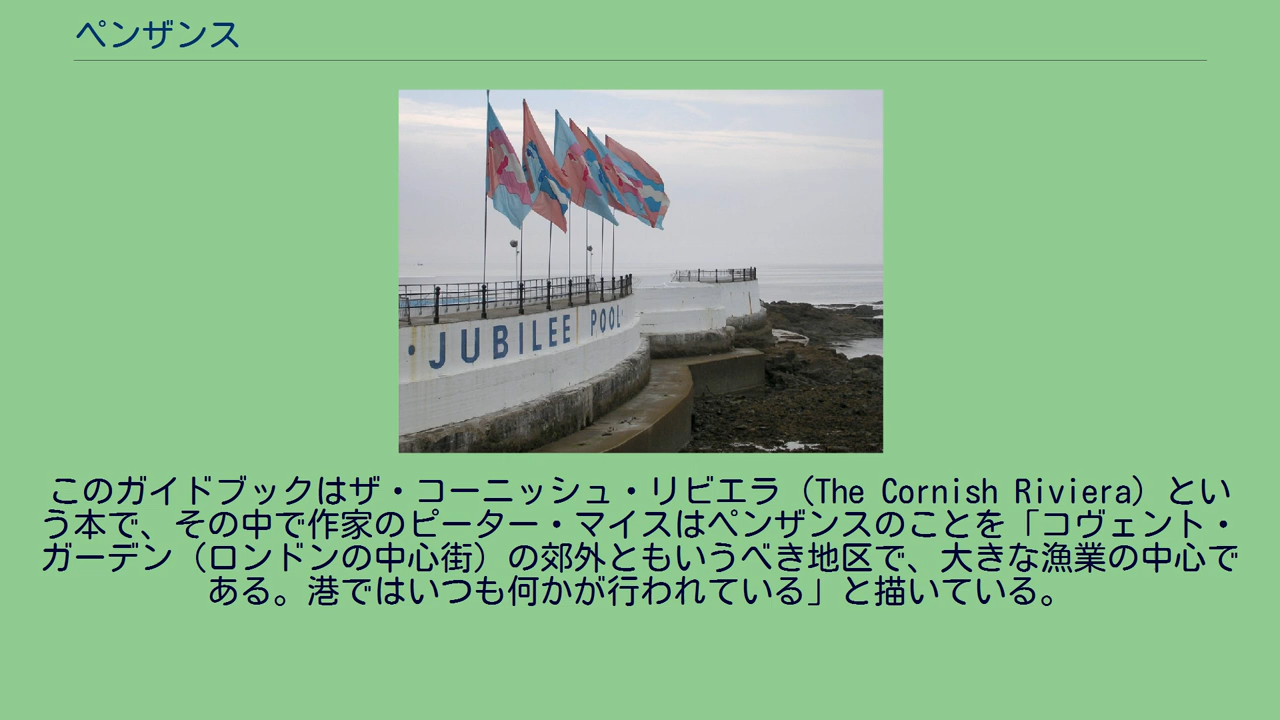 ペンザンス
・JUBILEE POOL・
このガイドブックはザ・コーニッシュ・リビエラ（The Cornish Riviera）とい
う本で、その中で作家のピーター・マイスはペンザンスのことを「コヴェント・
ガーデン（ロンドンの中心街）の郊外ともいうべき地区で、大きな漁業の中心で
ある。港ではいつも何かが行われている」と描いている。